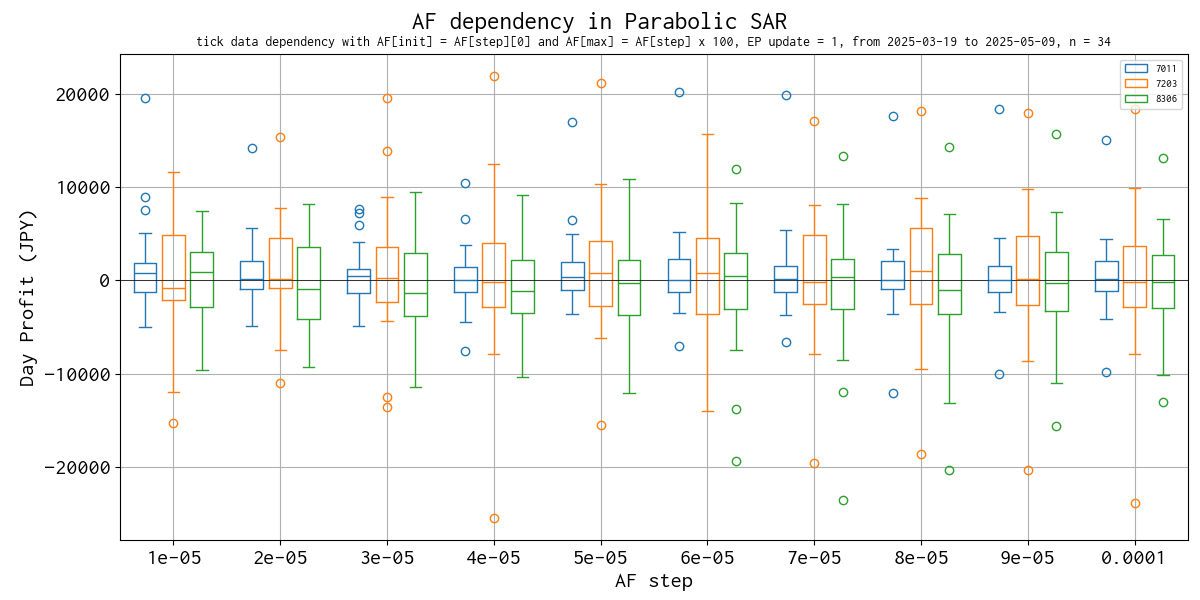 AF dependency in Parabolic SAR
tick data dependency with AF[init] = AF[step][0] and AF[max] = AF[step] x 100, EP update = 1, from 2025-03-19 to 2025-05-09, n = 34
7011
7203
8306
Day Profit (JPY)
20000
10000
0
−10000
−20000
1e-05 2e-05 3e-05 4e-05 5e-05 6e-05 7e-05 8e-05 9e-05 0.0001
AF step